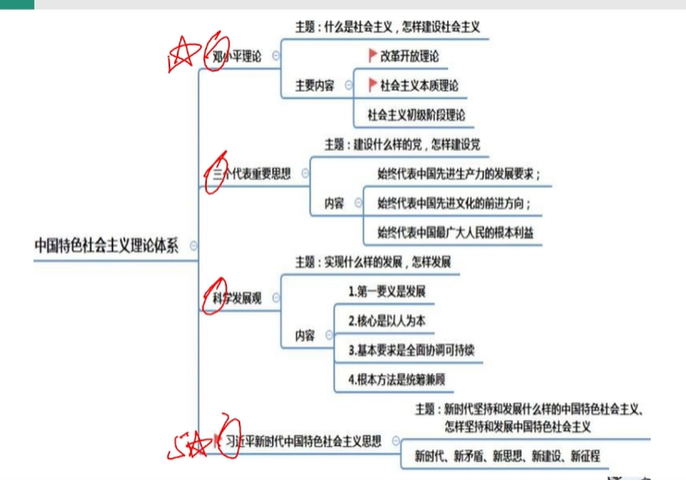 主题：什么是社会主义，怎样建设社会主义
邓小平理论
改革开放理论
主要内容
社会主义本质理论
社会主义初级阶段理论
主题：建设什么样的党，怎样建设党
三个代表重要思想
始终代表中国先进生产力的发展要求；
内容
始终代表中国先进文化的前进方向；
始终代表中国最广大人民的根本利益
中国特色社会主义理论体系
主题：实现什么样的发展，怎样发展
科学发展观
1.第一要义是发展
2.核心是以人为本
内容
3.基本要求是全面协调可持续
4.根本方法是统筹兼顾
主题：新时代坚持和发展什么样的中国特色社会主义、
怎样坚持和发展中国特色社会主义
习近平新时代中国特色社会主义思想
新时代、新矛盾、新思想、新建设、新征程